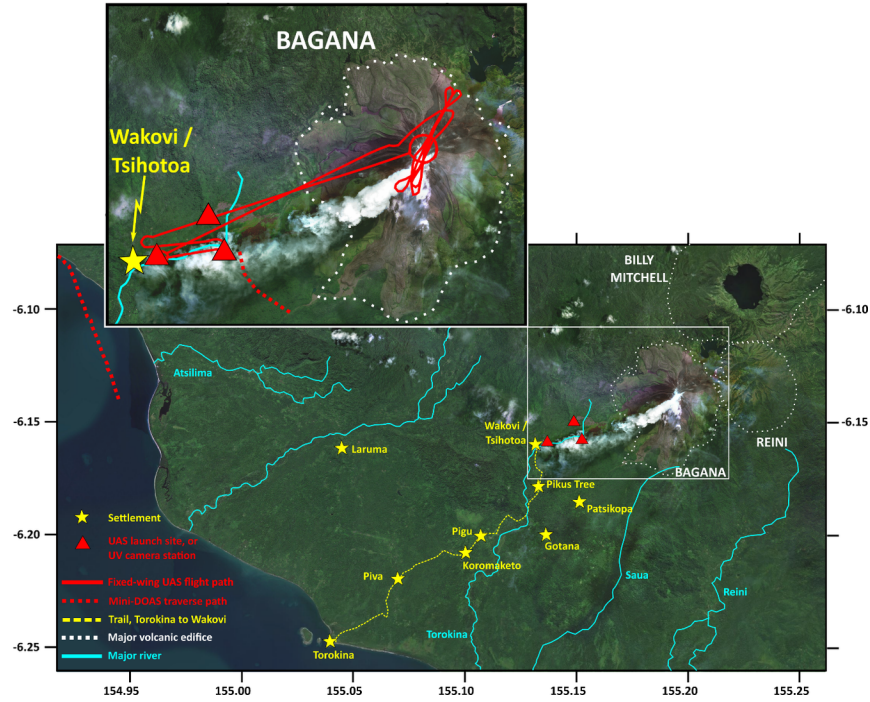 BAGANA
Wakovi /
Tsihotoa
BILLY
MITCHELL
-6.10
-6.10
Atsilima
-6.15
-6.15
Wakovi /
Tsihotoa
REINI
Laruma
BAGANA
Pikus Tree
Patsikopa
Settlement
-6.20
-6.20
UAS launch site, or
UV camera station
Pigu
Gotana
Koromaketo
Piva
Saua
Reini
Fixed-wing UAS flight path
Mini-DOAS traverse path
Trail, Torokina to Wakovi
Major volcanic edifice
Torokina
-6.25
-6.25
Major river
Torokina
154.95
155.00
155.05
155.10
155.15
155.20
155.25